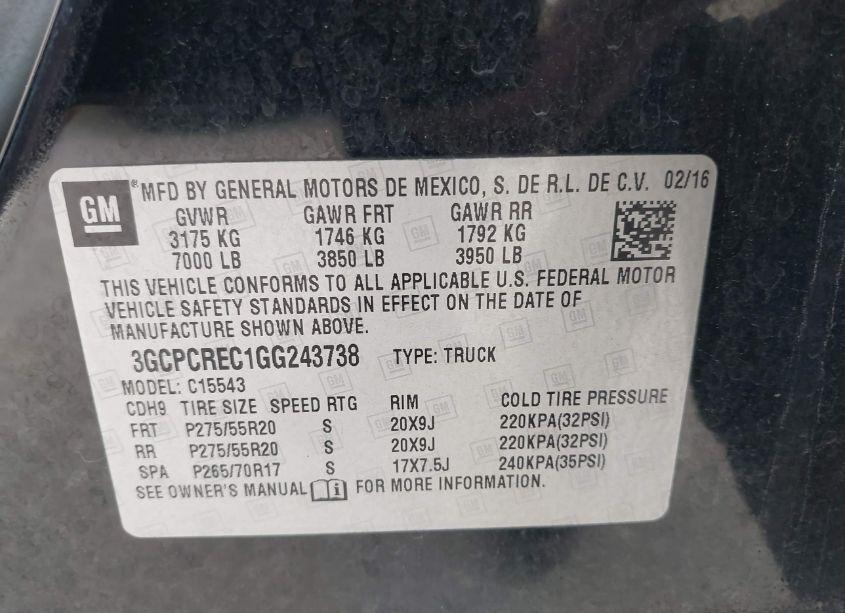 GM ® MFD BY GENERAL MOTORS DE MEXICO, S. DE R.L. DE C.V. 02/16
GVWR GAWR FRT GAWR RR
3175 KG 1746 KG 1792 KG
7000 LB 3850 LB 3950 LB
THIS VEHICLE CONFORMS TO ALL APPLICABLE U.S. FEDERAL MOTOR
VEHICLE SAFETY STANDARDS IN EFFECT ON THE DATE OF
MANUFACTURE SHOWN ABOVE.
3GCPCREC1GG243738 TYPE: TRUCK
MODEL: C15543
CDH9 TIRE SIZE SPEED RTG RIM COLD TIRE PRESSURE
FRT P275/55R20 S 20X9J 220KPA(32PSI)
RR P275/55R20 S 20X9J 220KPA(32PSI)
SPA P265/70R17 S 17X7.5J 240KPA(35PSI)
SEE OWNER'S MANUAL i FOR MORE INFORMATION.